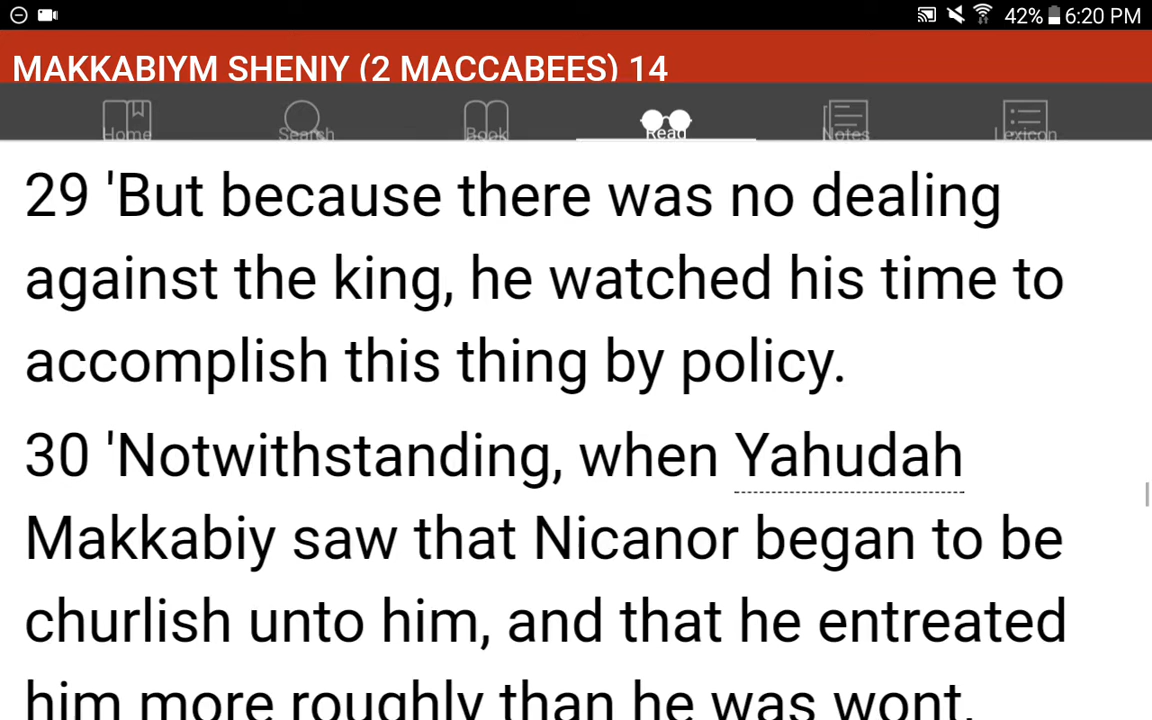 42% 6:20 PM
MAKKABIYM SHENIY (2 MACCABEES) 14
Home Search Book Read Notes Lexicon
29 'But because there was no dealing
against the king, he watched his time to
accomplish this thing by policy.
30 'Notwithstanding, when Yahudah
Makkabiy saw that Nicanor began to be
churlish unto him, and that he entreated
him more roughly than he was wont,